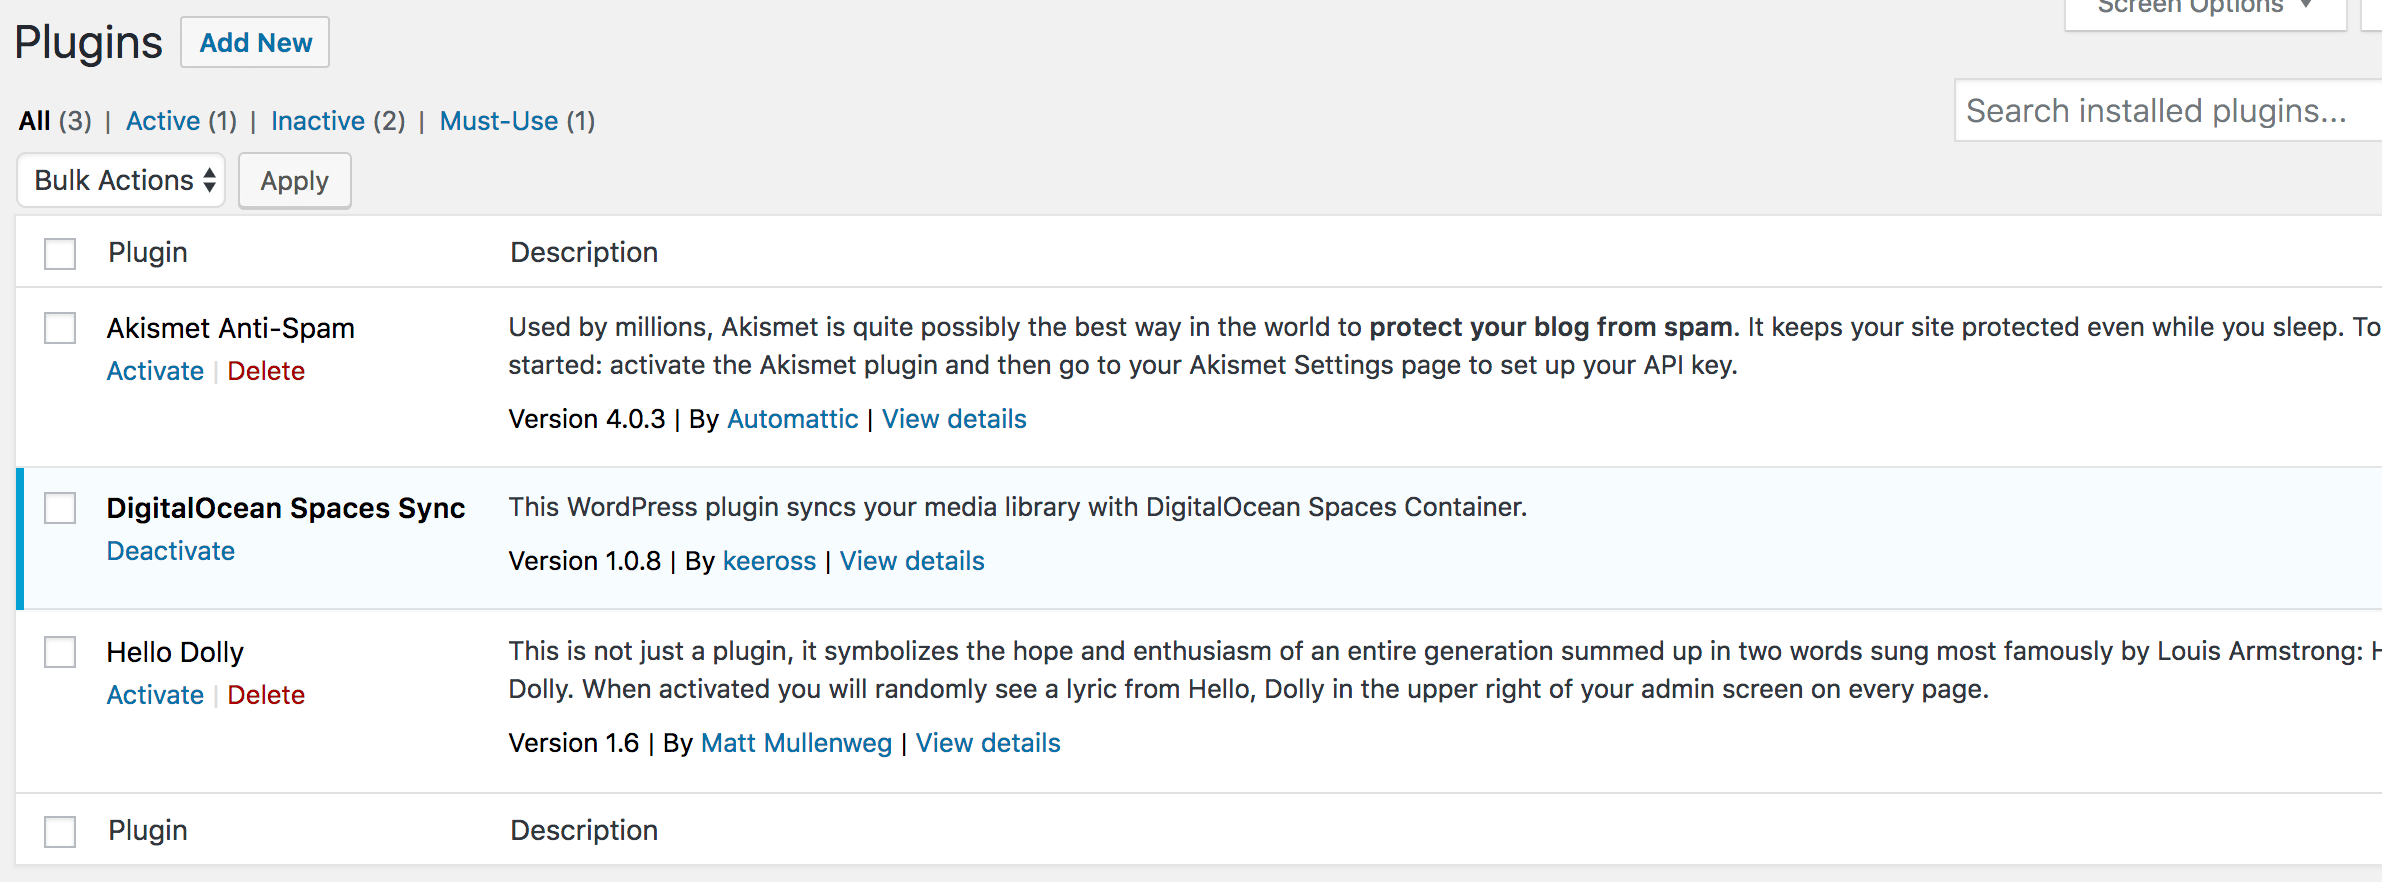 Screen Options
Plugins Add New
All (3) | Active (1) | Inactive (2) | Must-Use (1)
Search installed plugins...
Bulk Actions Apply
Plugin Description
Akismet Anti-Spam
Activate | Delete
Used by millions, Akismet is quite possibly the best way in the world to protect your blog from spam. It keeps your site protected even while you sleep. To
started: activate the Akismet plugin and then go to your Akismet Settings page to set up your API key.
Version 4.0.3 | By Automattic | View details
DigitalOcean Spaces Sync
Deactivate
This WordPress plugin syncs your media library with DigitalOcean Spaces Container.
Version 1.0.8 | By keeross | View details
Hello Dolly
Activate | Delete
This is not just a plugin, it symbolizes the hope and enthusiasm of an entire generation summed up in two words sung most famously by Louis Armstrong: H
Dolly. When activated you will randomly see a lyric from Hello, Dolly in the upper right of your admin screen on every page.
Version 1.6 | By Matt Mullenweg | View details
Plugin Description